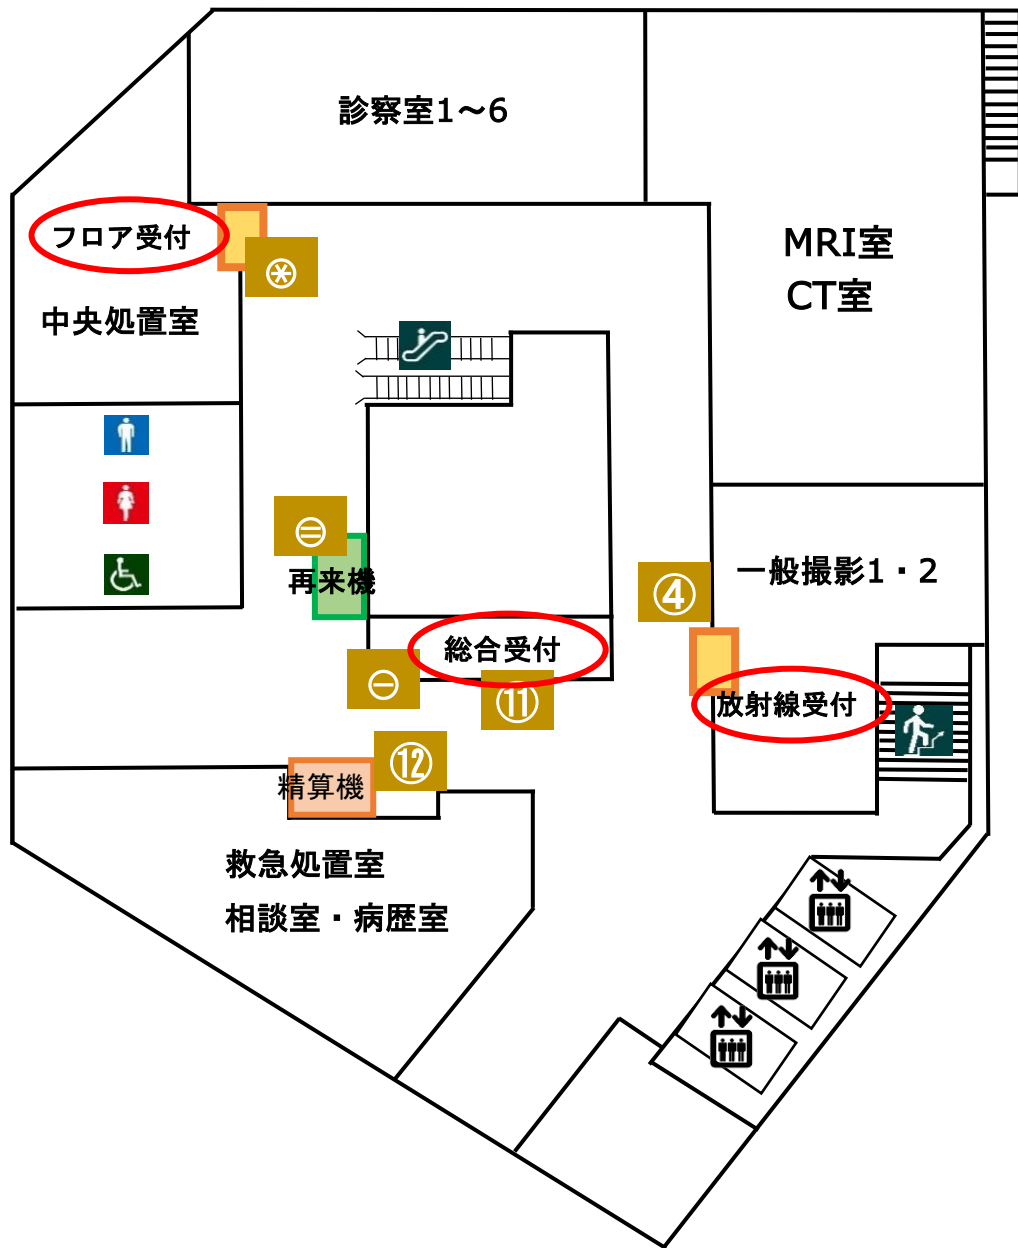 診察室1～6
フロア受付
⊛
中央処置室
MRI室
CT室
⊜
再来機
一般撮影1・2
④
総合受付
⊖
⑪
放射線受付
⑫
精算機
救急処置室
相談室・病歴室